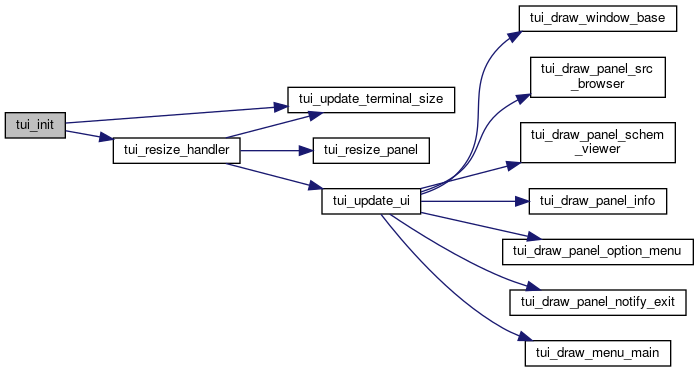 tui_init
tui_resize_handler
tui_update_terminal_size
tui_resize_panel
tui_update_ui
tui_draw_window_base
tui_draw_panel_src
_browser
tui_draw_panel_schem
_viewer
tui_draw_panel_info
tui_draw_panel_option_menu
tui_draw_panel_notify_exit
tui_draw_menu_main